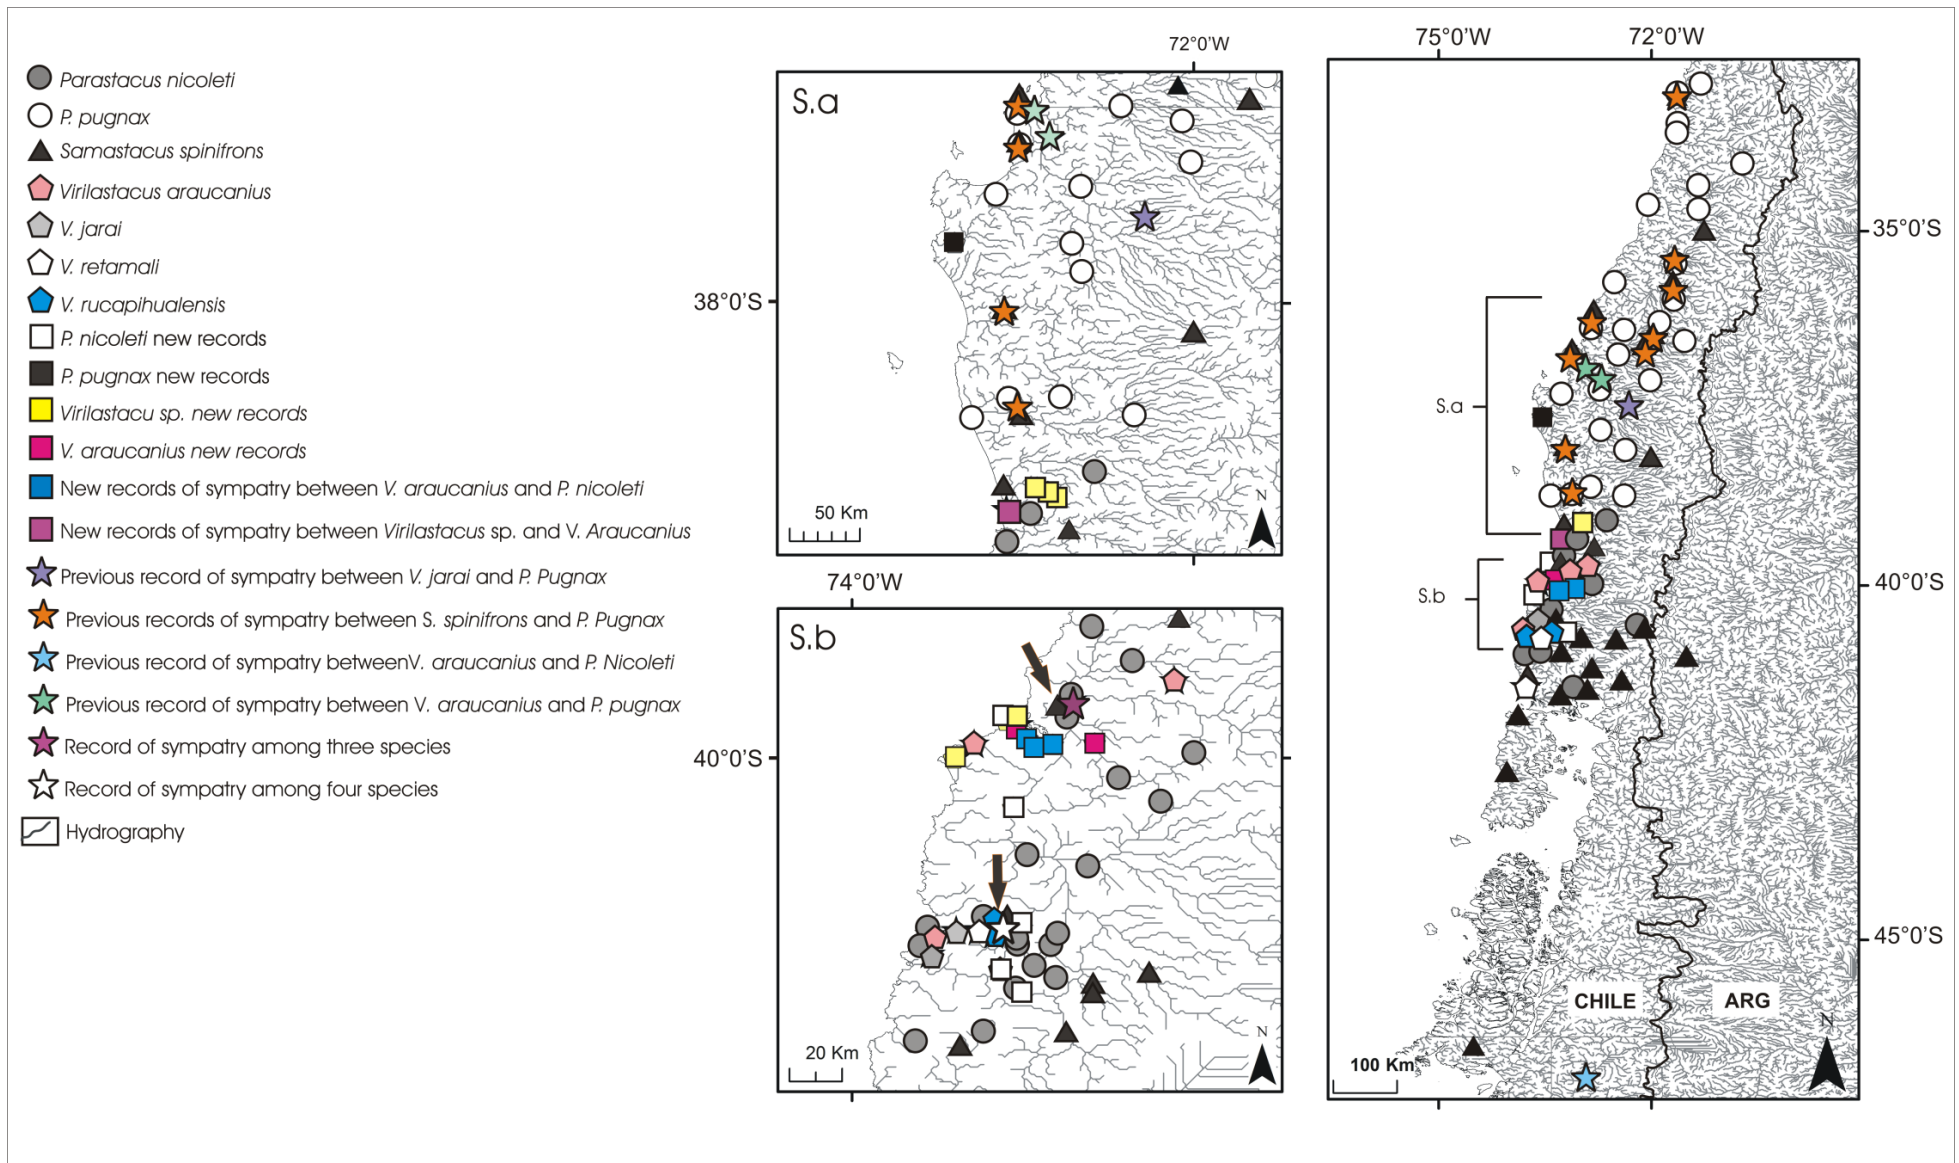 Parastacus nicoleti
P. pugnax
Samastacus spinifrons
Virilastacus araucanius
V. jarai
V. retamali
V. rucapihualensis
P. nicoleti new records
P. pugnax new records
Virilastacu sp. new records
V. araucanius new records
New records of sympatry between V. araucanius and P. nicoleti
New records of sympatry between Virilastacus sp. and V. Araucanius
Previous record of sympatry between V. jarai and P. Pugnax
Previous records of sympatry between S. spinifrons and P. Pugnax
Previous record of sympatry betweenV. araucanius and P. Nicoleti
Previous record of sympatry between V. araucanius and P. pugnax
Record of sympatry among three species
Record of sympatry among four species
Hydrography
72°0'W
S.a
38°0'S
50 Km
N
74°0'W
S.b
40°0'S
20 Km
N
75°0'W 72°0'W
35°0'S
S.a
40°0'S
S.b
45°0'S
CHILE ARG
N
100 Km